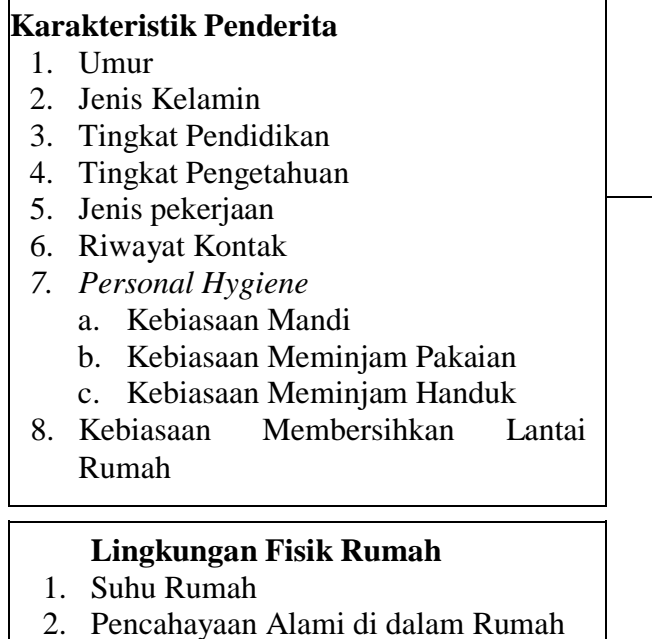 Karakteristik Penderita
1. Umur
2. Jenis Kelamin
3. Tingkat Pendidikan
4. Tingkat Pengetahuan
5. Jenis pekerjaan
6. Riwayat Kontak
7. Personal Hygiene
a. Kebiasaan Mandi
b. Kebiasaan Meminjam Pakaian
c. Kebiasaan Meminjam Handuk
8. Kebiasaan Membersihkan Lantai
Rumah
Lingkungan Fisik Rumah
1. Suhu Rumah
2. Pencahayaan Alami di dalam Rumah